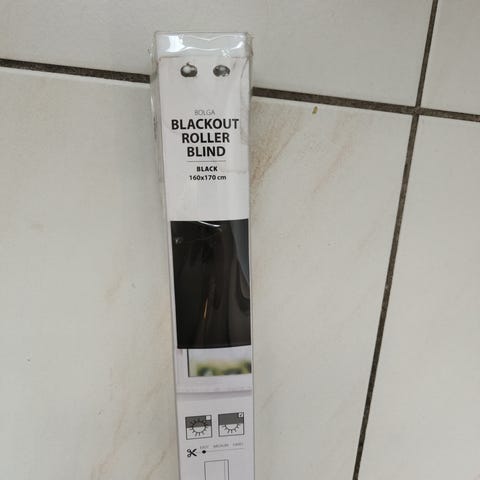 BOLGA
BLACKOUT
ROLLER
BLIND
BLACK
160x170 cm
EASY MEDIUM HARD